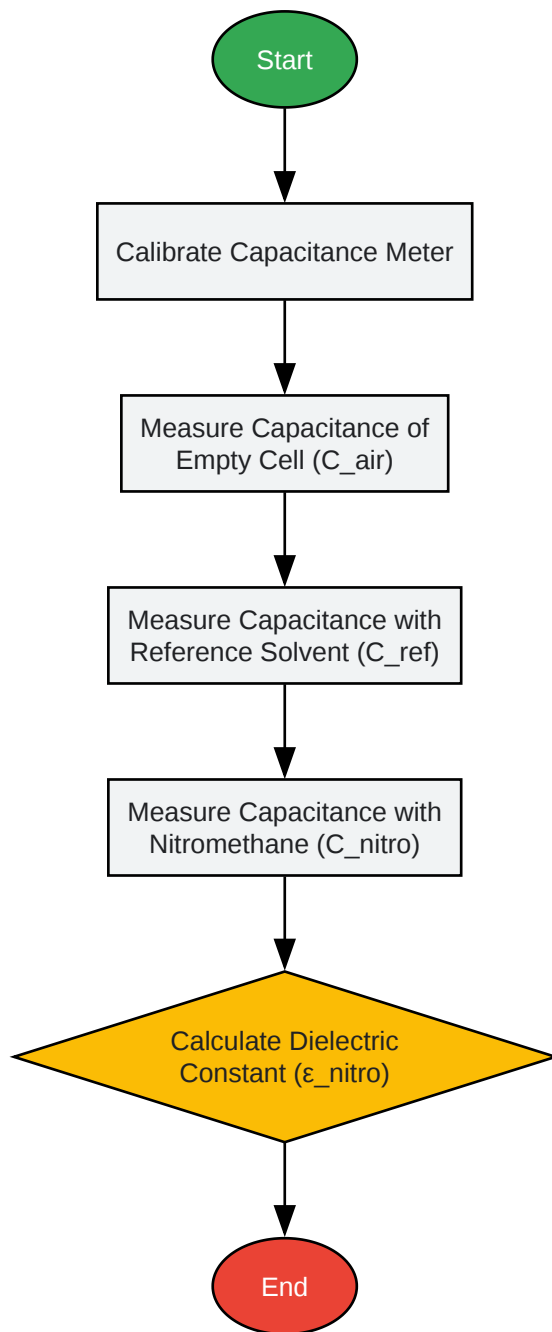 Start
Calibrate Capacitance Meter
Measure Capacitance of
Empty Cell (C_air)
Measure Capacitance with
Reference Solvent (C_ref)
Measure Capacitance with
Nitromethane (C_nitro)
Calculate Dielectric
Constant (ε_nitro)
End